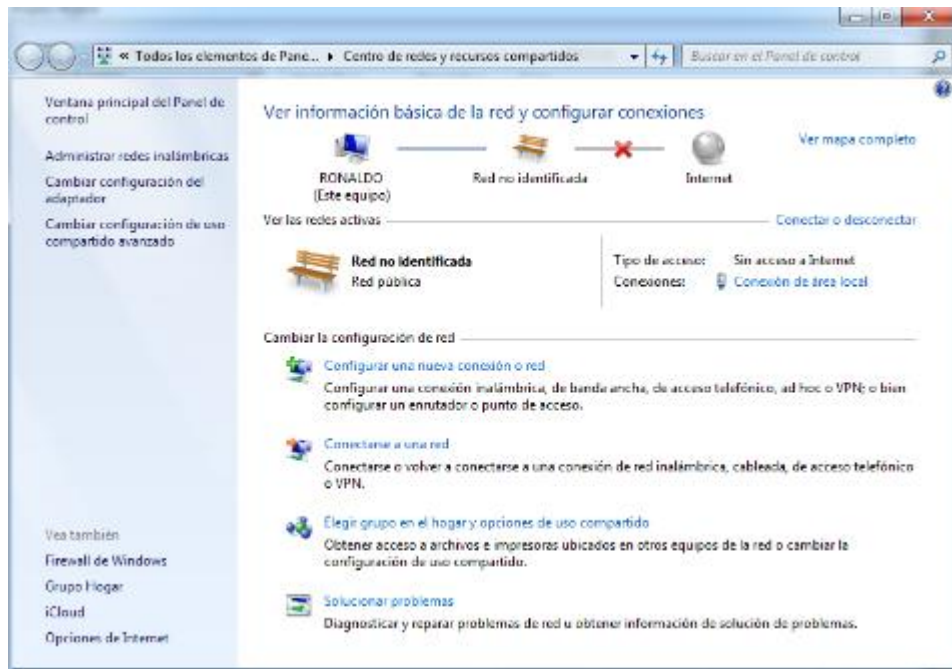 « Todos los elementos de Pane... ▸ Centro de redes y recursos compartidos
Buscar en el Panel de control
Ventana principal del Panel de
control
Administrar redes inalámbricas
Cambiar configuración del
adaptador
Cambiar configuración de uso
compartido avanzado
Ver información básica de la red y configurar conexiones
Ver mapa completo
RONALDO
(Este equipo)
Red no identificada
Internet
Ver las redes activas
Conectar o desconectar
Red no identificada
Red pública
Tipo de acceso: Sin acceso a Internet
Conexiones: Conexión de área local
Cambiar la configuración de red
Configurar una nueva conexión o red
Configurar una conexión inalámbrica, de banda ancha, de acceso telefónico, ad hoc o VPN; o bien
configurar un enrutador o punto de acceso.
Conectarse a una red
Conectarse o volver a conectarse a una conexión de red inalámbrica, cableada, de acceso telefónico
o VPN.
Elegir grupo en el hogar y opciones de uso compartido
Obtener acceso a archivos e impresoras ubicados en otros equipos de la red o cambiar la
configuración de uso compartido.
Solucionar problemas
Diagnosticar y reparar problemas de red u obtener información de solución de problemas.
Vea también
Firewall de Windows
Grupo Hogar
iCloud
Opciones de Internet